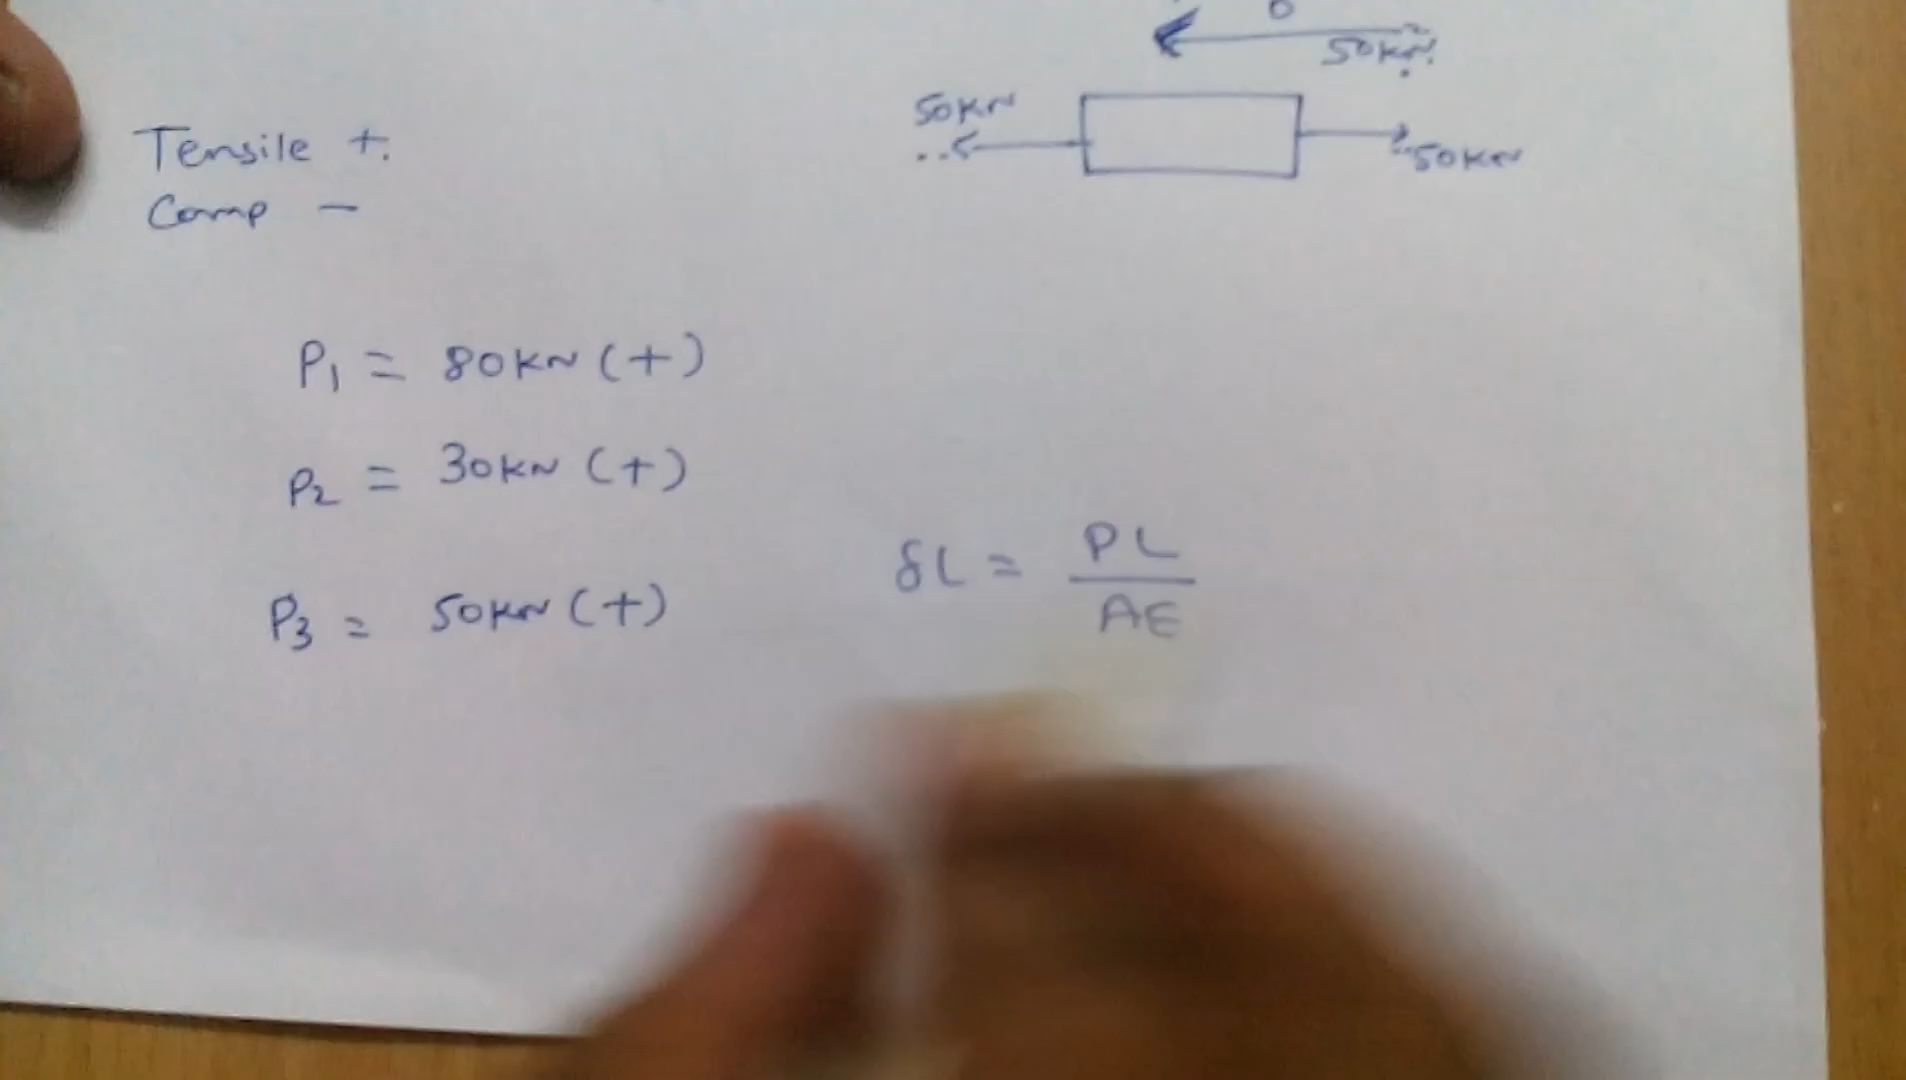 50KN
50KN
50KN
Tensile +.
Comp -
P1 = 80KN (+)
P2 = 30KN (+)
P3 = 50KN (+)
δL = PL
AE